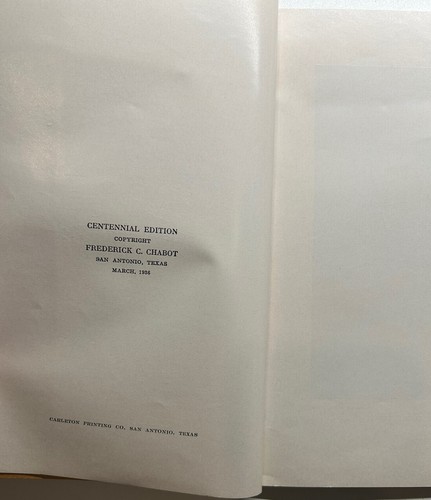 CENTENNIAL EDITION
COPYRIGHT
FREDERICK C. CHABOT
SAN ANTONIO, TEXAS
MARCH, 1936
CARLETON PRINTING CO. SAN ANTONIO, TEXAS